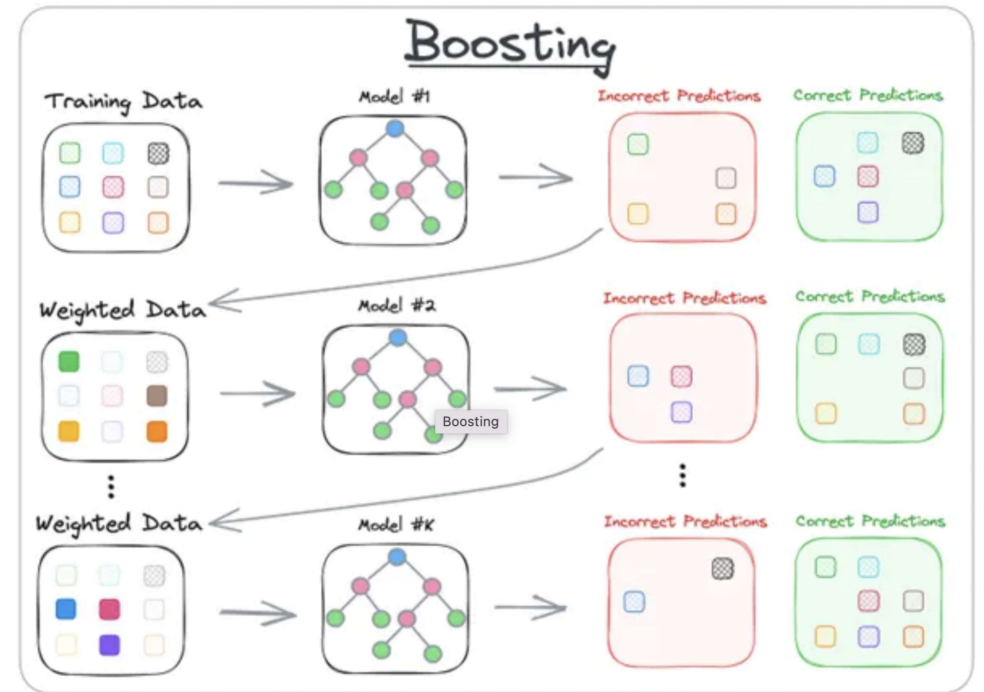 Boosting
Training Data
Model #1
Incorrect Predictions
Correct Predictions
Weighted Data
Model #2
Incorrect Predictions
Correct Predictions
Boosting
Weighted Data
Model #K
Incorrect Predictions
Correct Predictions